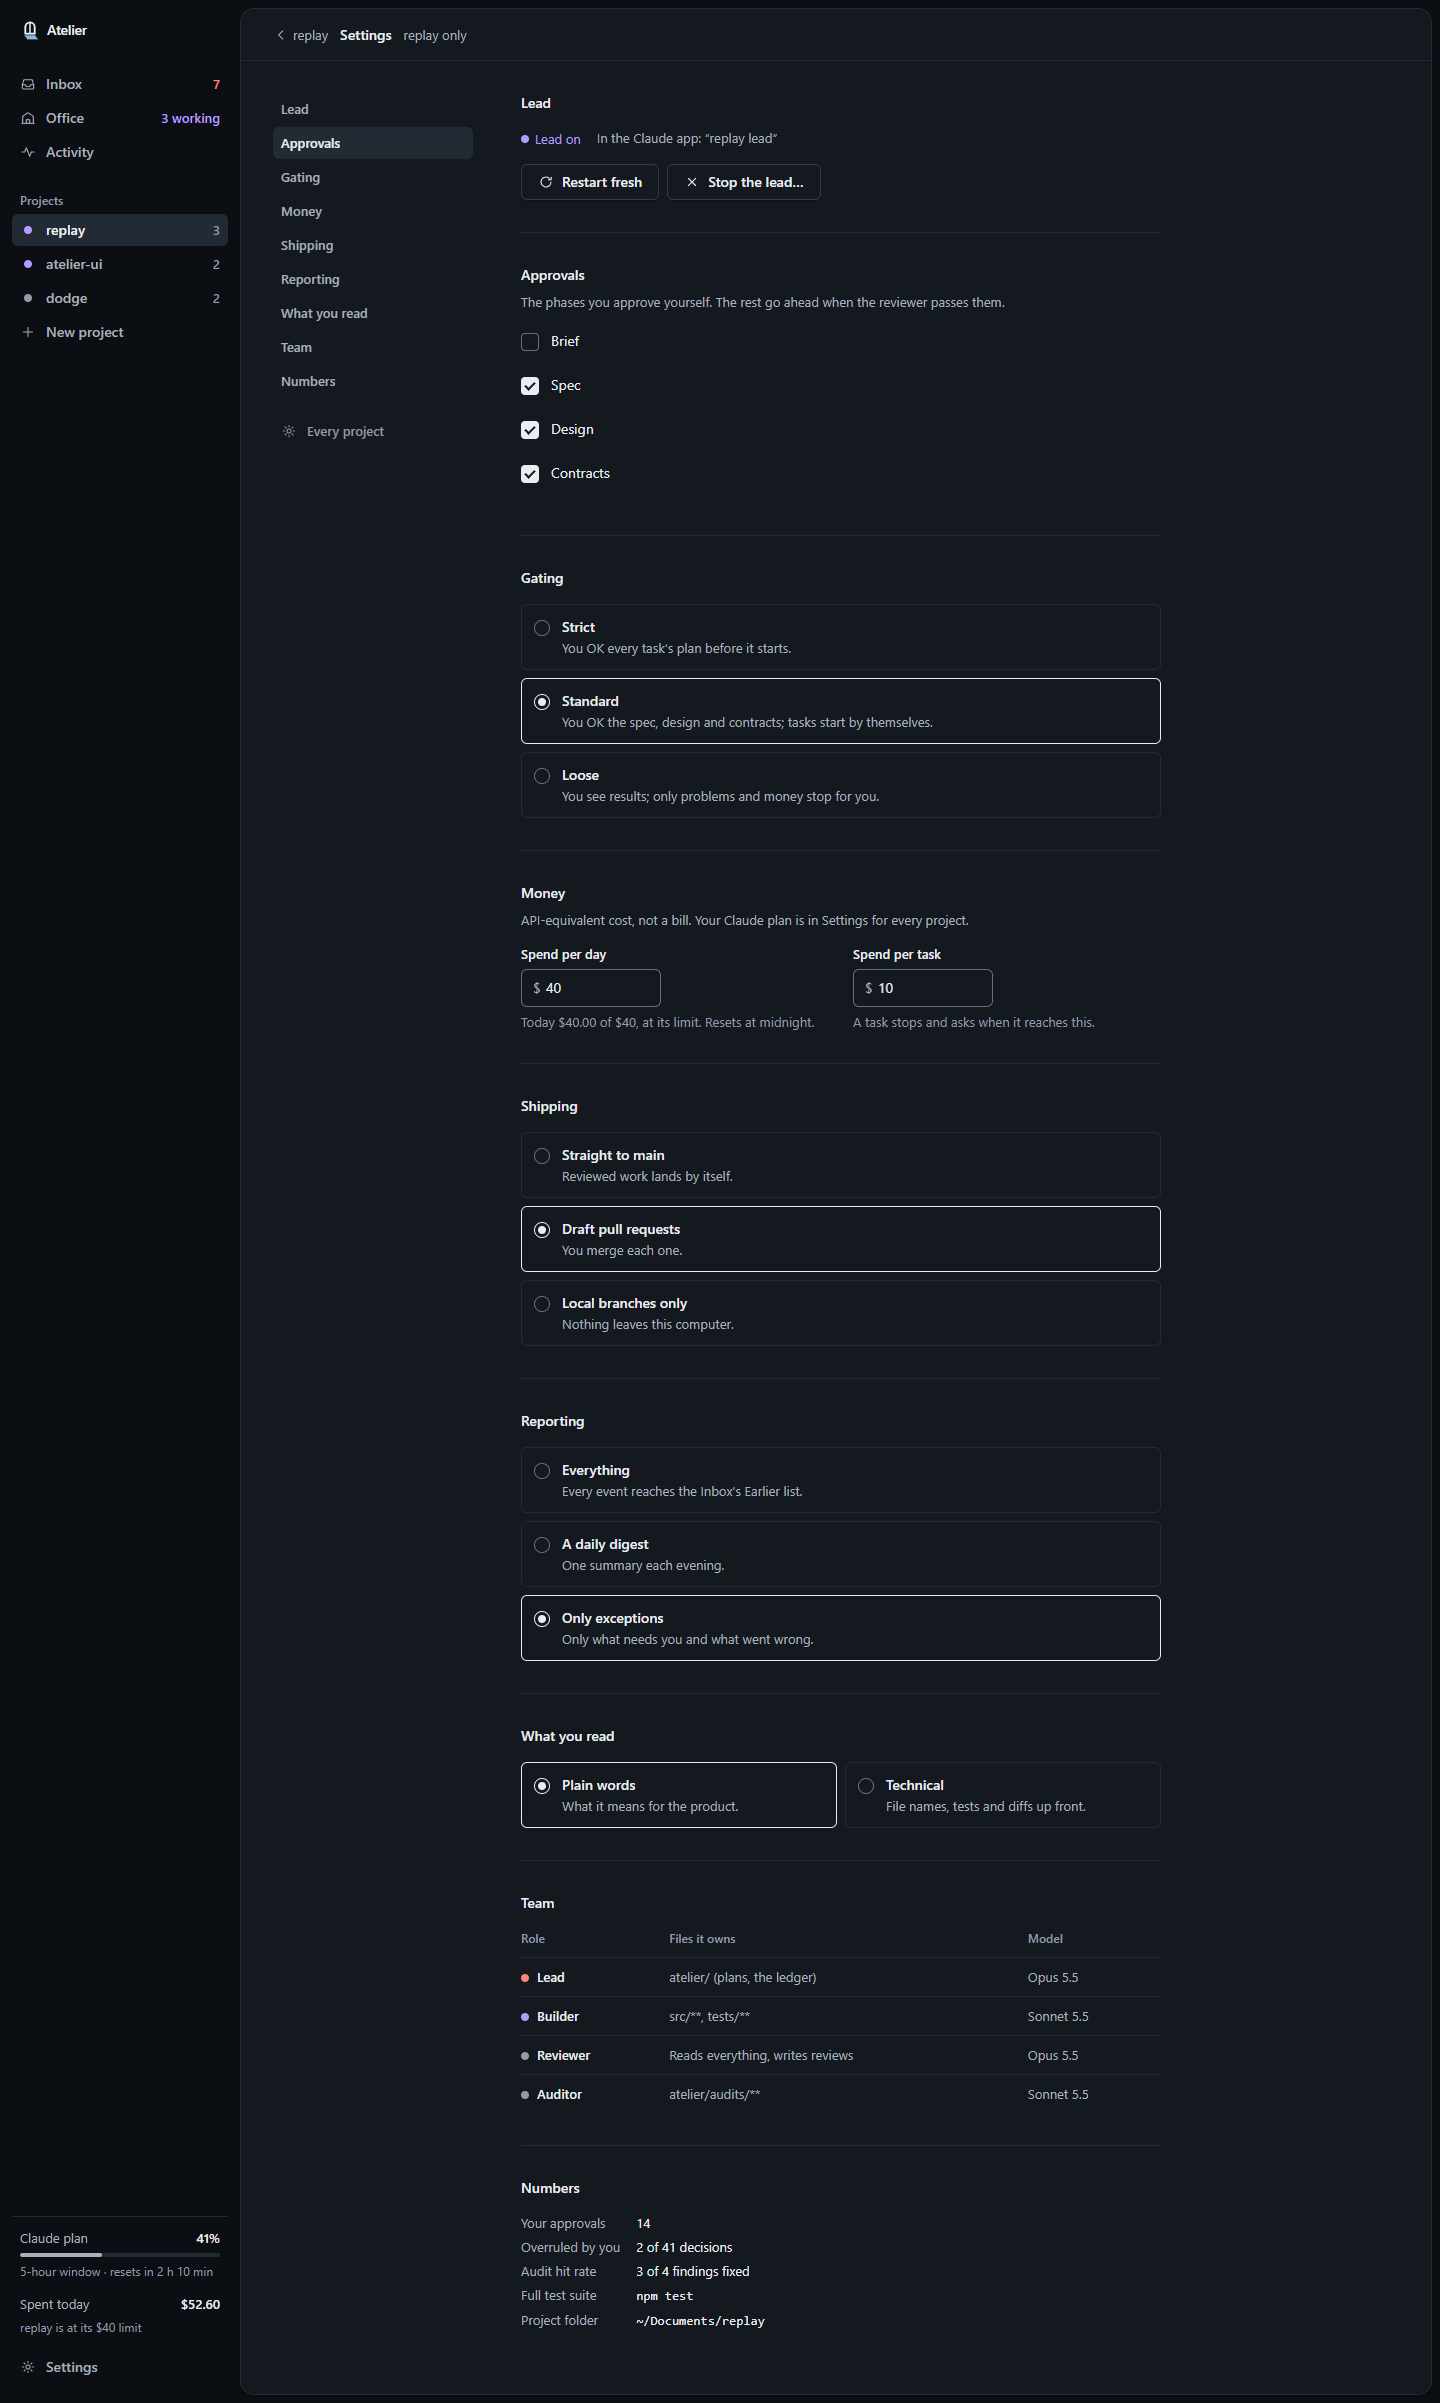 Atelier
Inbox 7
Office 3 working
Activity
Projects
replay 3
atelier-ui 2
dodge 2
New project
Claude plan 41%
5-hour window · resets in 2 h 10 min
Spent today $52.60
replay is at its $40 limit
Settings
replay Settings replay only
Lead
Approvals
Gating
Money
Shipping
Reporting
What you read
Team
Numbers
Every project
Lead
Lead on In the Claude app: “replay lead”
Restart fresh Stop the lead...
Approvals
The phases you approve yourself. The rest go ahead when the reviewer passes them.
Brief
Spec
Design
Contracts
Gating
Strict
You OK every task’s plan before it starts.
Standard
You OK the spec, design and contracts; tasks start by themselves.
Loose
You see results; only problems and money stop for you.
Money
API-equivalent cost, not a bill. Your Claude plan is in Settings for every project.
Spend per day Spend per task
$ 40 $ 10
Today $40.00 of $40, at its limit. Resets at midnight. A task stops and asks when it reaches this.
Shipping
Straight to main
Reviewed work lands by itself.
Draft pull requests
You merge each one.
Local branches only
Nothing leaves this computer.
Reporting
Everything
Every event reaches the Inbox’s Earlier list.
A daily digest
One summary each evening.
Only exceptions
Only what needs you and what went wrong.
What you read
Plain words Technical
What it means for the product. File names, tests and diffs up front.
Team
Role Files it owns Model
Lead atelier/ (plans, the ledger) Opus 5.5
Builder src/**, tests/** Sonnet 5.5
Reviewer Reads everything, writes reviews Opus 5.5
Auditor atelier/audits/** Sonnet 5.5
Numbers
Your approvals 14
Overruled by you 2 of 41 decisions
Audit hit rate 3 of 4 findings fixed
Full test suite npm test
Project folder ~/Documents/replay